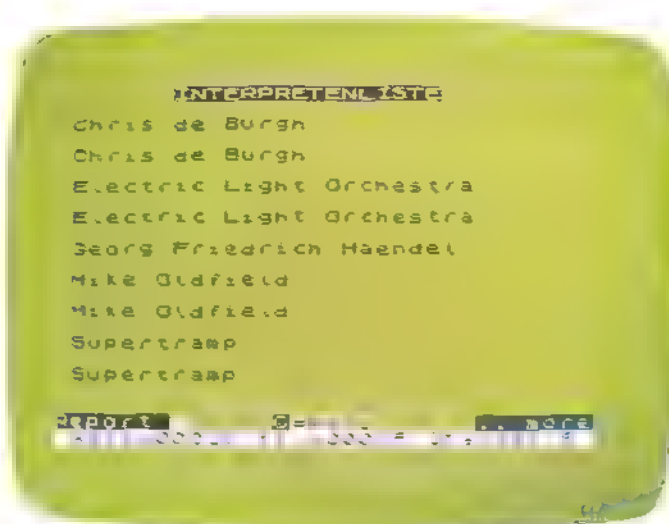 INTERPRETENLISTE
Chris de Burgh
Chris de Burgh
Electric Light Orchestra
Electric Light Orchestra
Georg Friedrich Haendel
Mike Oldfield
Mike Oldfield
Supertramp
Supertramp
Report .. more